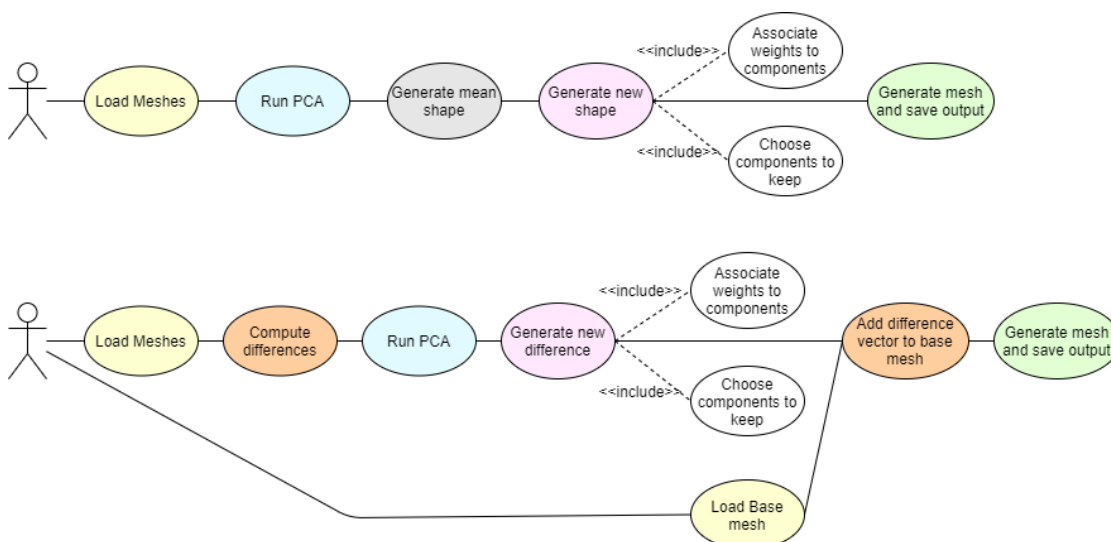 <<include>>
Associate
weights to
components
Load Meshes
Run PCA
Generate mean
shape
Generate new
shape
Generate mesh
and save output
<<include>>
Choose
components to
keep
<<include>>
Associate
weights to
components
Load Meshes
Compute
differences
Run PCA
Generate new
difference
Add difference
vector to base
mesh
Generate mesh
and save output
<<include>>
Choose
components to
keep
Load Base
mesh